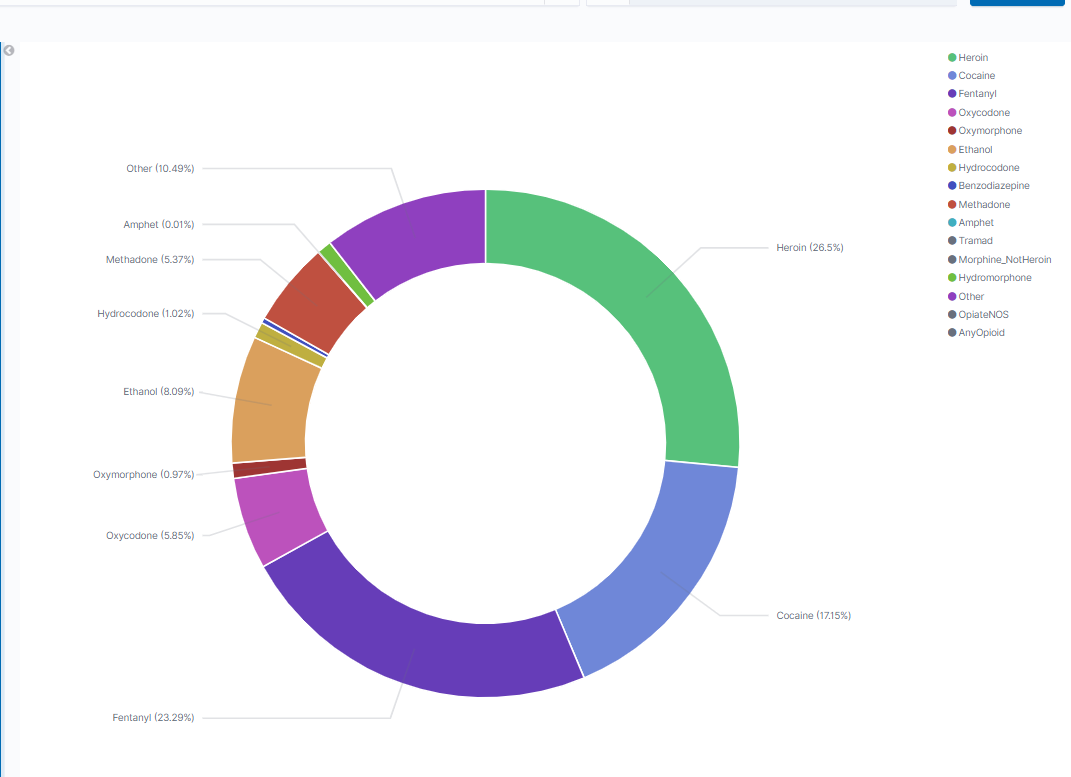 Heroin
Cocaine
Fentanyl
Oxycodone
Oxymorphone
Ethanol
Hydrocodone
Benzodiazepine
Methadone
Amphet
Tramad
Morphine_NotHeroin
Hydromorphone
Other
OpiateNOS
AnyOpioid
Other (10.49%)
Amphet (0.01%)
Methadone (5.37%)
Hydrocodone (1.02%)
Ethanol (8.09%)
Oxymorphone (0.97%)
Oxycodone (5.85%)
Fentanyl (23.29%)
Heroin (26.5%)
Cocaine (17.15%)